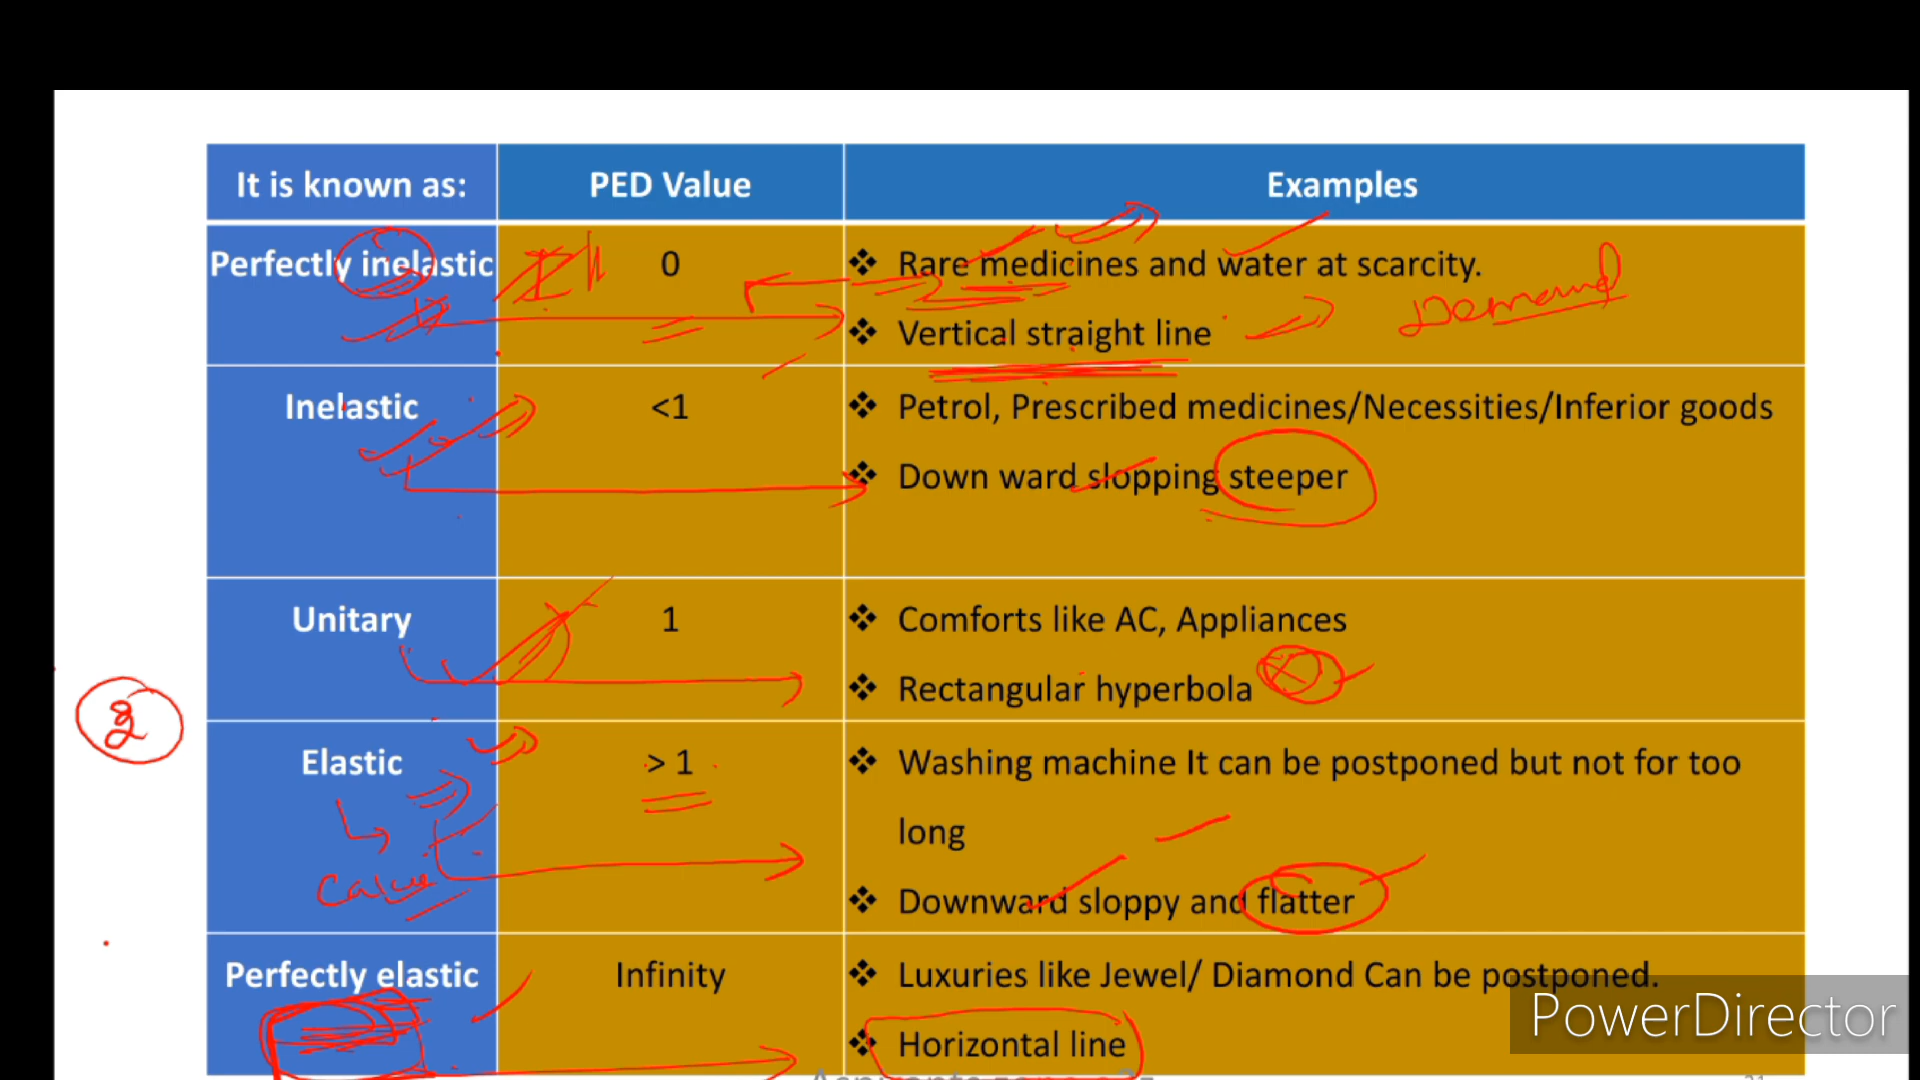 It is known as: PED Value Examples
Perfectly inelastic 0 ❖ Rare medicines and water at scarcity.
Demand
❖ Vertical straight line
Inelastic <1 ❖ Petrol, Prescribed medicines/Necessities/Inferior goods
❖ Down ward slopping steeper
Unitary 1 ❖ Comforts like AC, Appliances
❖ Rectangular hyperbola
Elastic > 1 ❖ Washing machine It can be postponed but not for too
long
❖ Downward sloppy and flatter
Perfectly elastic Infinity ❖ Luxuries like Jewel/ Diamond Can be postponed.
PowerDirector
❖ Horizontal line